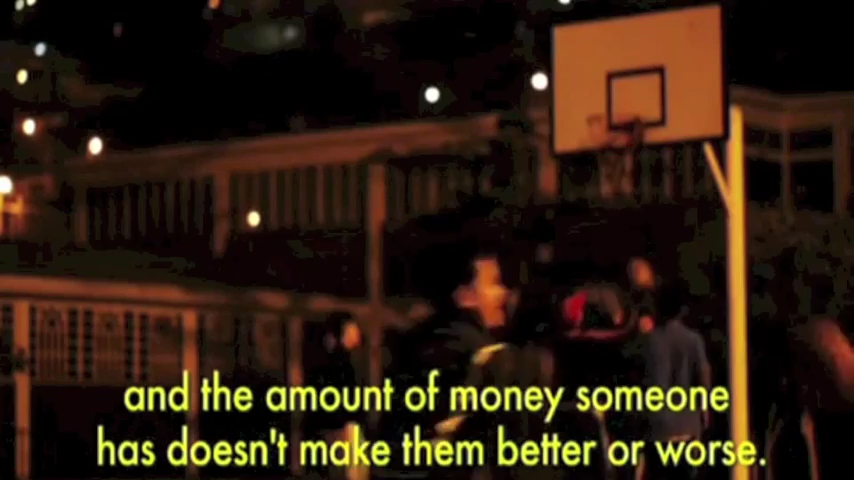 and the amount of money someone
has doesn't make them better or worse.